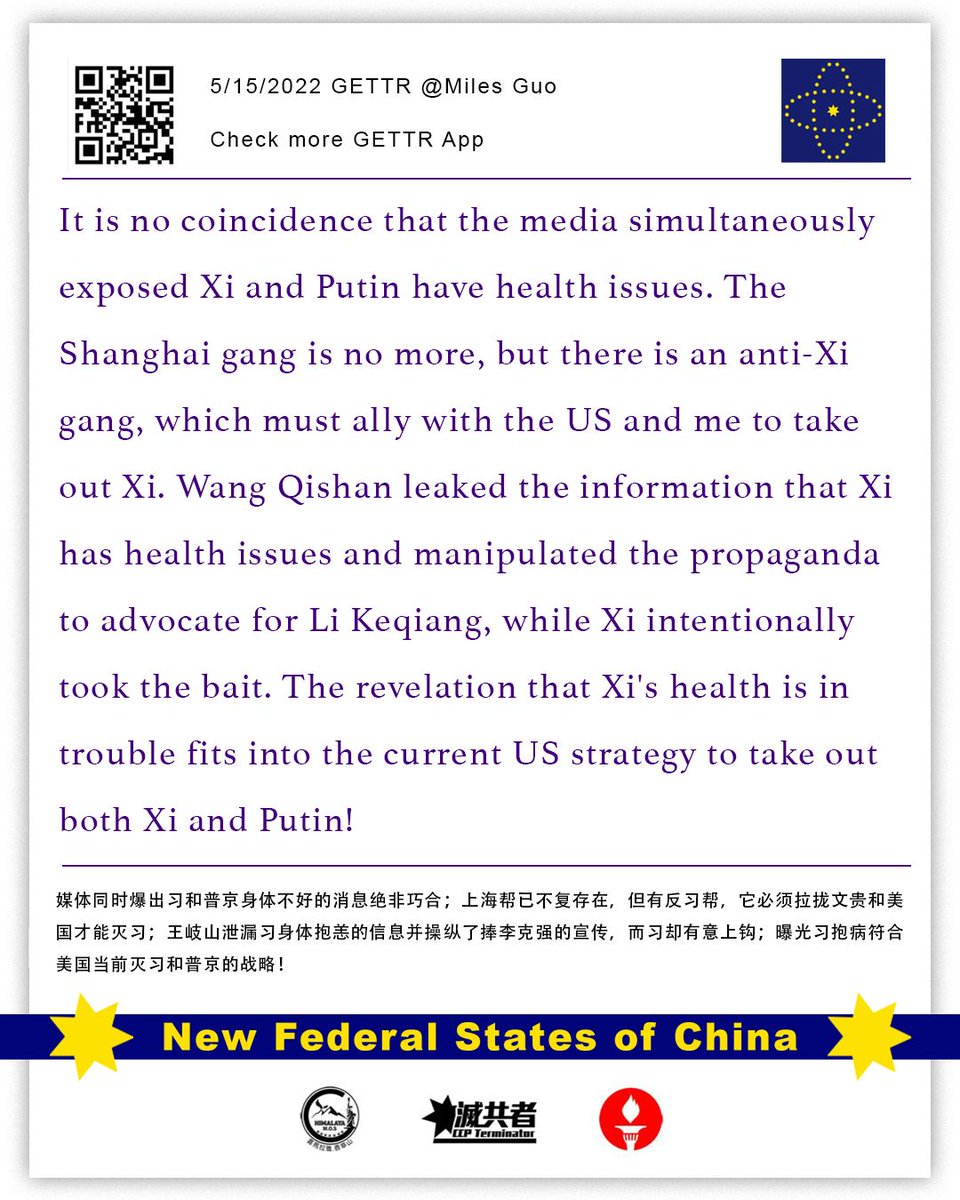 5/15/2022 GETTR @Miles Guo
Check more GETTR App
It is no coincidence that the media simultaneously
exposed Xi and Putin have health issues. The
Shanghai gang is no more, but there is an anti-Xi
gang, which must ally with the US and me to take
out Xi. Wang Qishan leaked the information that Xi
has health issues and manipulated the propaganda
to advocate for Li Keqiang, while Xi intentionally
took the bait. The revelation that Xi's health is in
trouble fits into the current US strategy to take out
both Xi and Putin!
媒体同时爆出习和普京身体不好的消息绝非巧合；上海帮已不复存在，但有反习帮，它必须拉拢文贵和美
国才能灭习；王岐山泄漏习身体抱恙的信息并操纵了捧李克强的宣传，而习却有意上钩；曝光习抱病符合
美国当前灭习和普京的战略！
New Federal States of China
HIMALAYA
M.O.S
滅共者
CCP Terminator